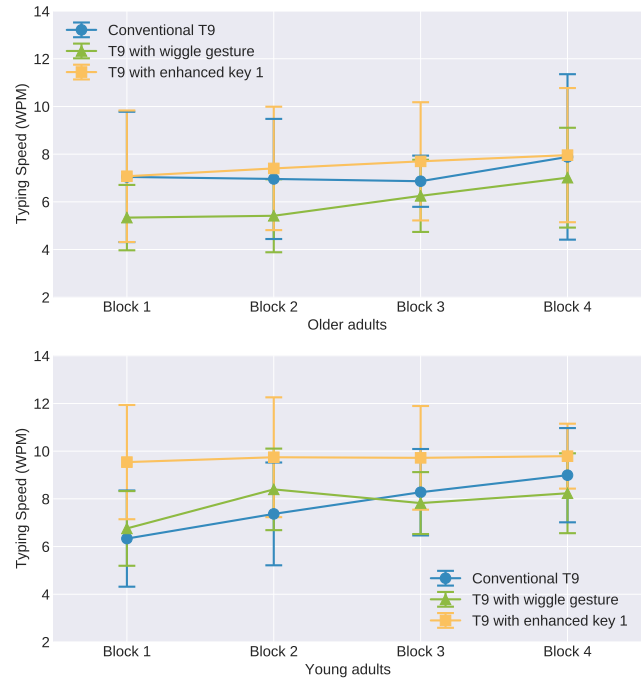 14
12
10
8
6
4
2
Typing Speed (WPM)
Conventional T9
T9 with wiggle gesture
T9 with enhanced key 1
Block 1 Block 2 Block 3 Block 4
Older adults
14
12
10
8
6
4
2
Typing Speed (WPM)
Conventional T9
T9 with wiggle gesture
T9 with enhanced key 1
Block 1 Block 2 Block 3 Block 4
Young adults